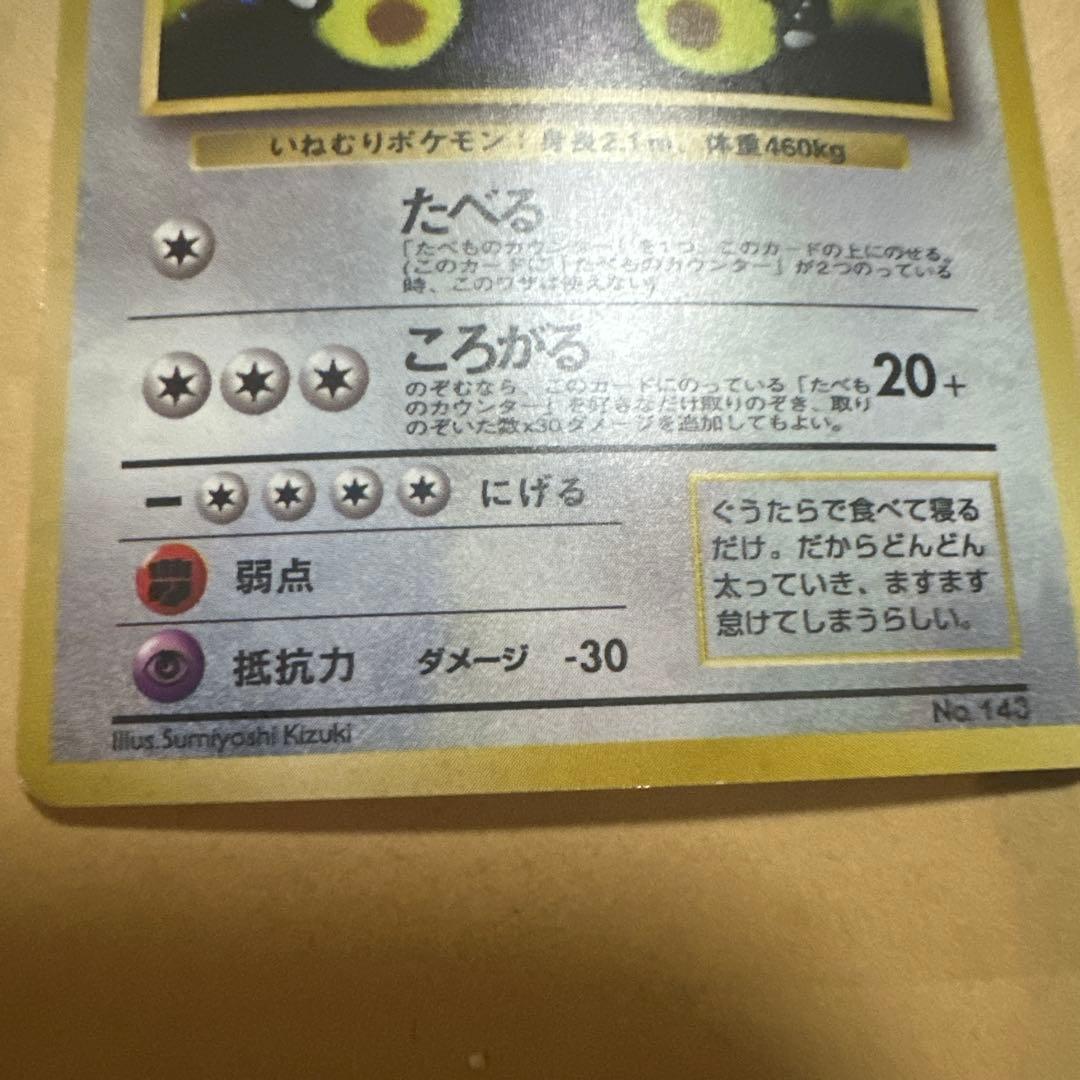 いねむりポケモン：身長2.1m、体重460kg
たべる
「たべものカウンター」を1つ、このカードの上にのせる。
(このカードに「たべものカウンター」が2つのっている
時、このワザは使えない)
ころがる
のぞむなら、このカードにのっている「たべも
のカウンター」を好きなだけ取りのぞき、取り
のぞいた数x30ダメージを追加してもよい。
20+
にげる
弱点
抵抗力 ダメージ -30
ぐうたらで食べて寝る
だけ。だからどんどん
太っていき、ますます
怠けてしまうらしい。
No.143
Illus.Sumiyoshi Kizuki